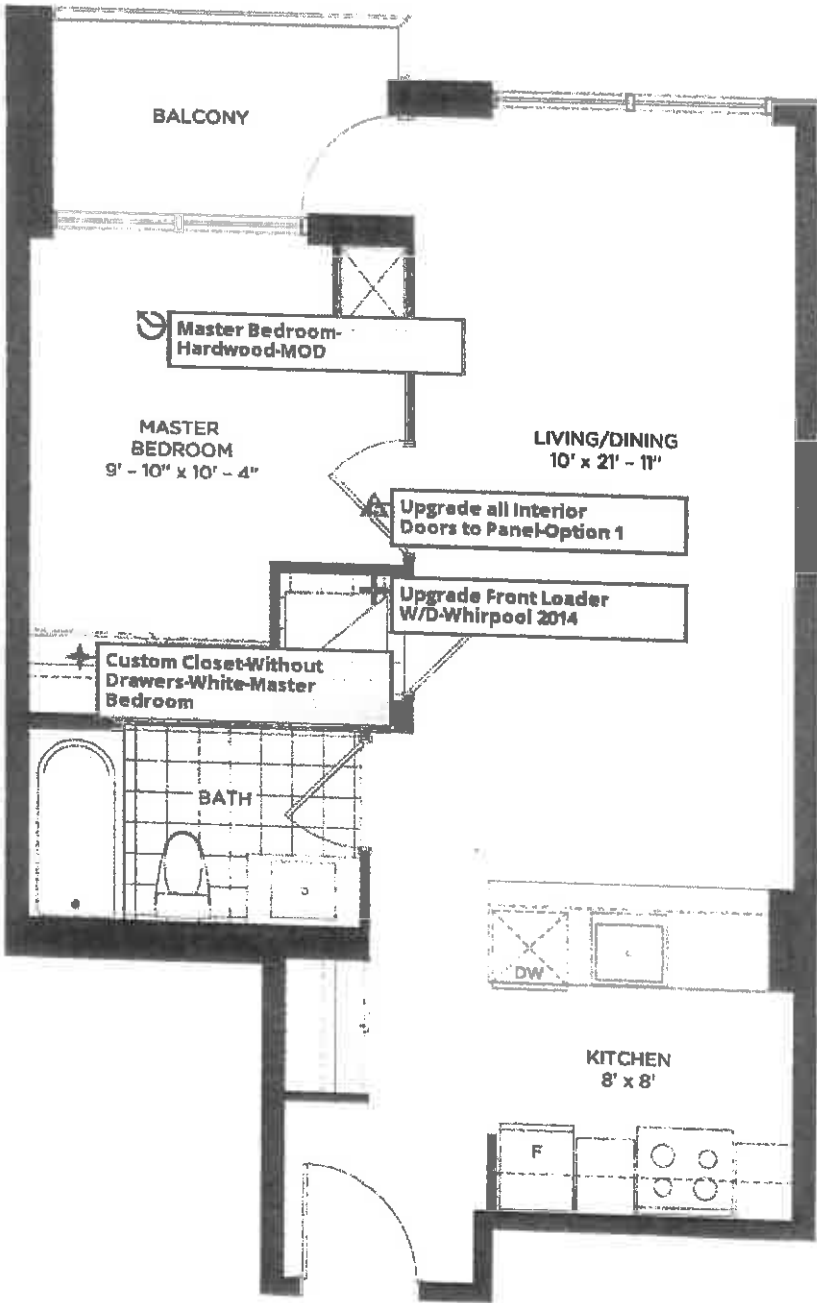 BALCONY
Master Bedroom-
Hardwood-MOD
MASTER
BEDROOM
9' - 10" x 10' - 4"
LIVING/DINING
10' x 21' - 11"
Upgrade all Interior
Doors to Panel-Option 1
Upgrade Front Loader
W/D-Whirpool 2014
Custom Closet-Without
Drawers-White-Master
Bedroom
BATH
DW
KITCHEN
8' x 8'
F